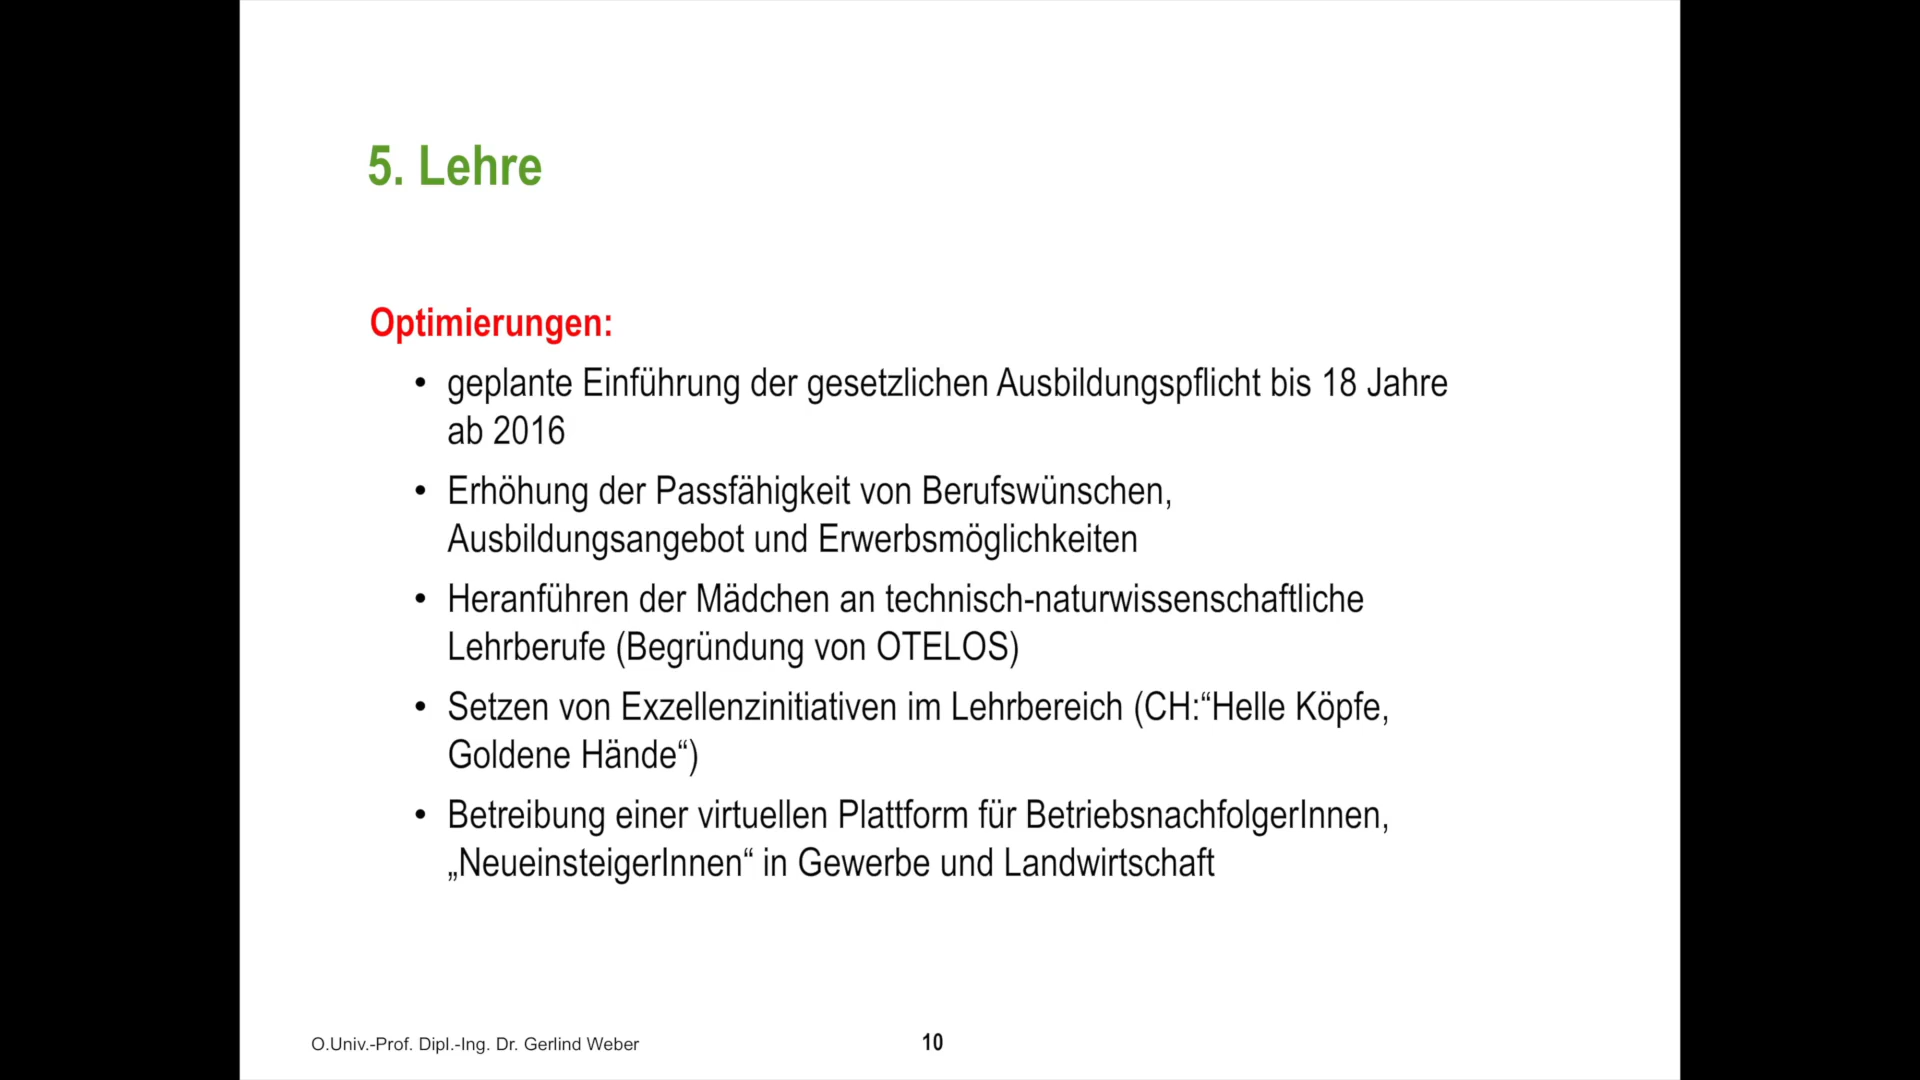 5. Lehre
Optimierungen:
• geplante Einführung der gesetzlichen Ausbildungspflicht bis 18 Jahre
ab 2016
• Erhöhung der Passfähigkeit von Berufswünschen,
Ausbildungsangebot und Erwerbsmöglichkeiten
• Heranführen der Mädchen an technisch-naturwissenschaftliche
Lehrberufe (Begründung von OTELOS)
• Setzen von Exzellenzinitiativen im Lehrbereich (CH:“Helle Köpfe,
Goldene Hände“)
• Betreibung einer virtuellen Plattform für BetriebsnachfolgerInnen,
„NeueinsteigerInnen“ in Gewerbe und Landwirtschaft
O.Univ.-Prof. Dipl.-Ing. Dr. Gerlind Weber
10